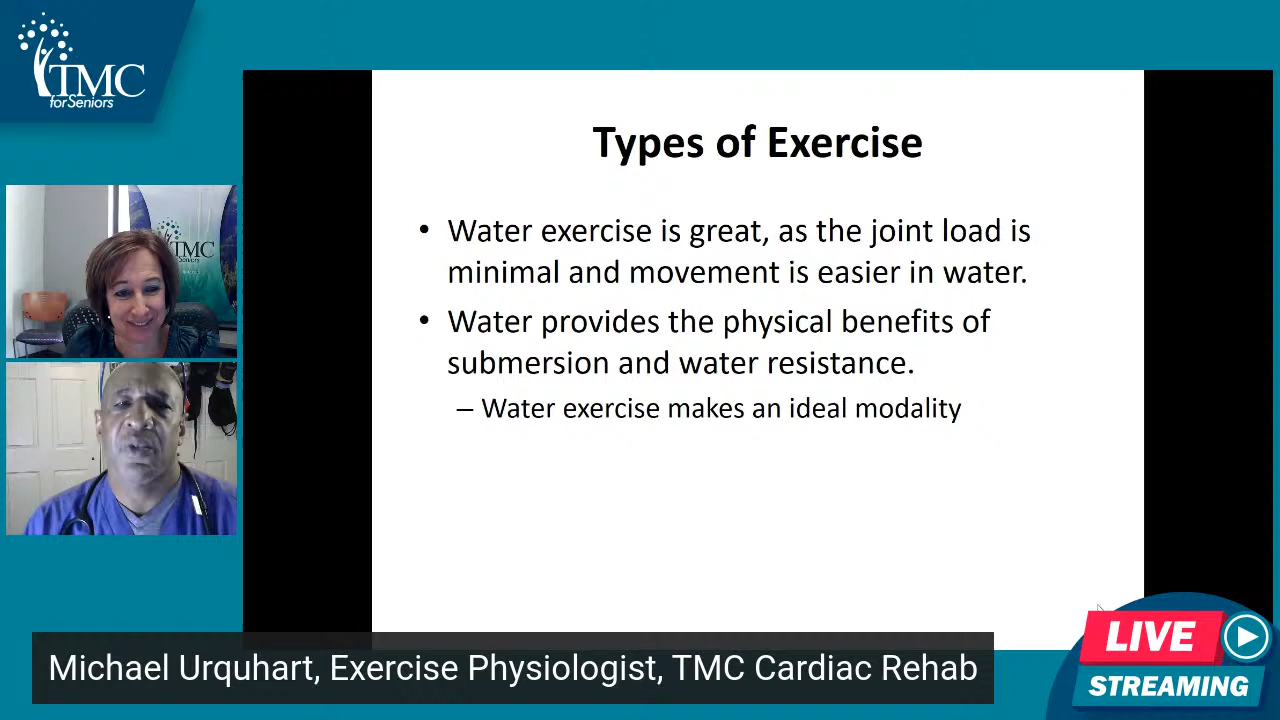 TMC
for Seniors
TMC
Types of Exercise
• Water exercise is great, as the joint load is
minimal and movement is easier in water.
• Water provides the physical benefits of
submersion and water resistance.
– Water exercise makes an ideal modality
Michael Urquhart, Exercise Physiologist, TMC Cardiac Rehab
LIVE
STREAMING